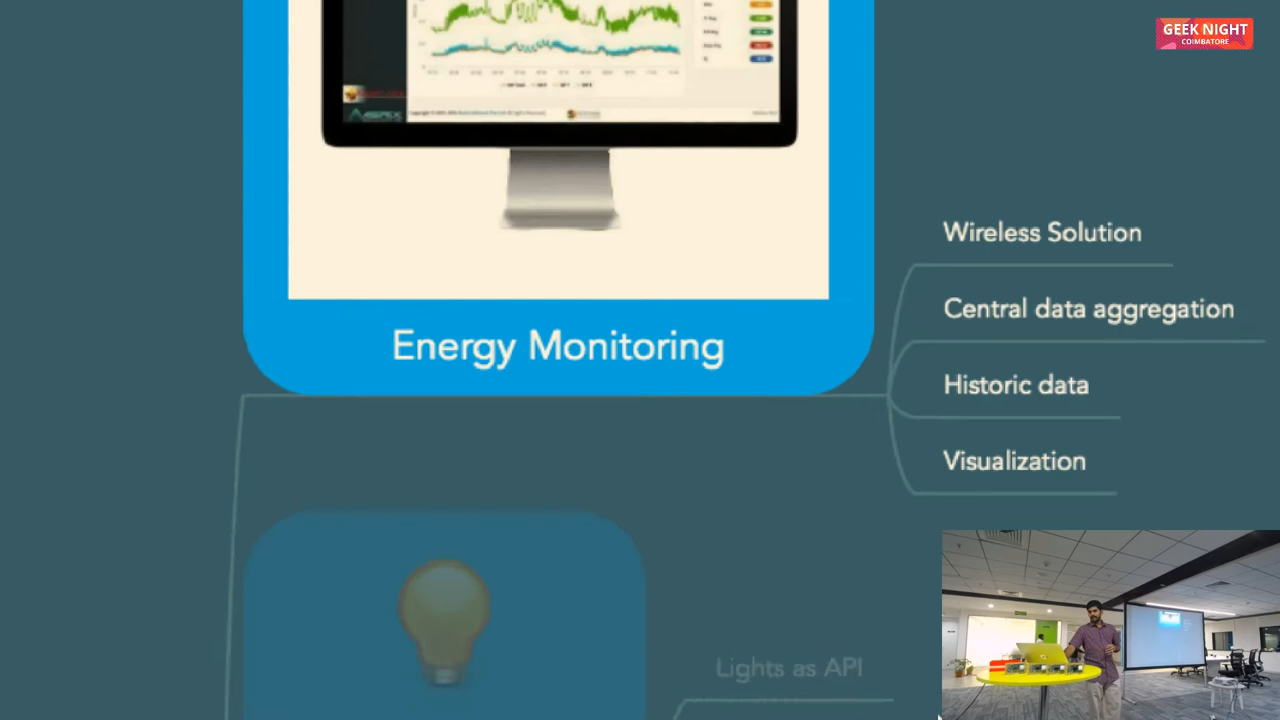 GEEK NIGHT
COIMBATORE
Wireless Solution
Central data aggregation
Energy Monitoring
Historic data
Visualization
Lights as API